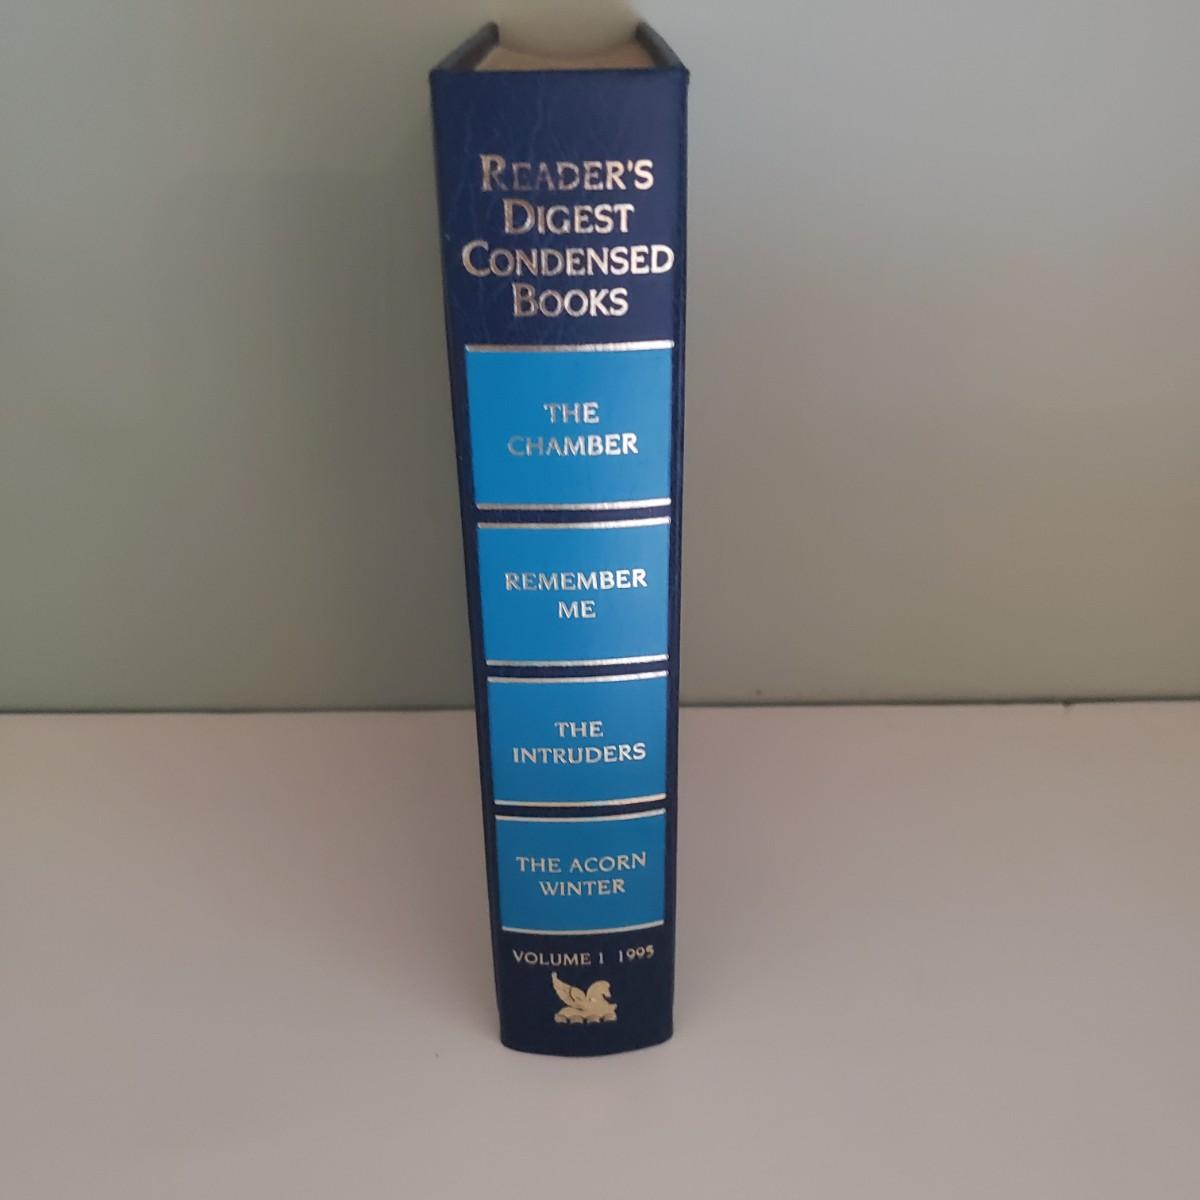 READER'S
DIGEST
CONDENSED
BOOKS
THE
CHAMBER
REMEMBER
ME
THE
INTRUDERS
THE ACORN
WINTER
VOLUME 1 1995